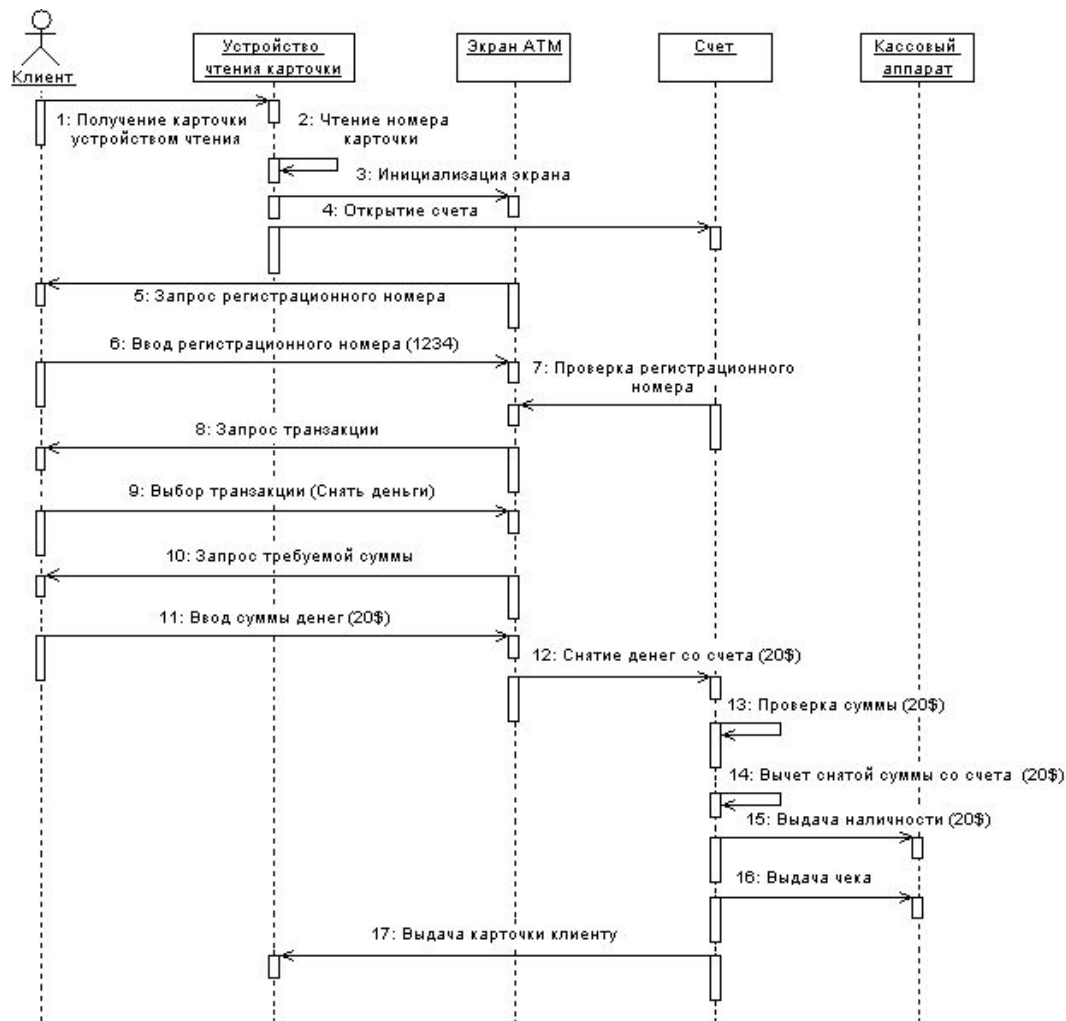 Клиент
Устройство
чтения карточки
Экран АТМ
Счет
Кассовый
аппарат
1: Получение карточки
устройством чтения
2: Чтение номера
карточки
3: Инициализация экрана
4: Открытие счета
5: Запрос регистрационного номера
6: Ввод регистрационного номера (1234)
7: Проверка регистрационного
номера
8: Запрос транзакции
9: Выбор транзакции (Снять деньги)
10: Запрос требуемой суммы
11: Ввод суммы денег (20$)
12: Снятие денег со счета (20$)
13: Проверка суммы (20$)
14: Вычет снятой суммы со счета (20$)
15: Выдача наличности (20$)
16: Выдача чека
17: Выдача карточки клиенту